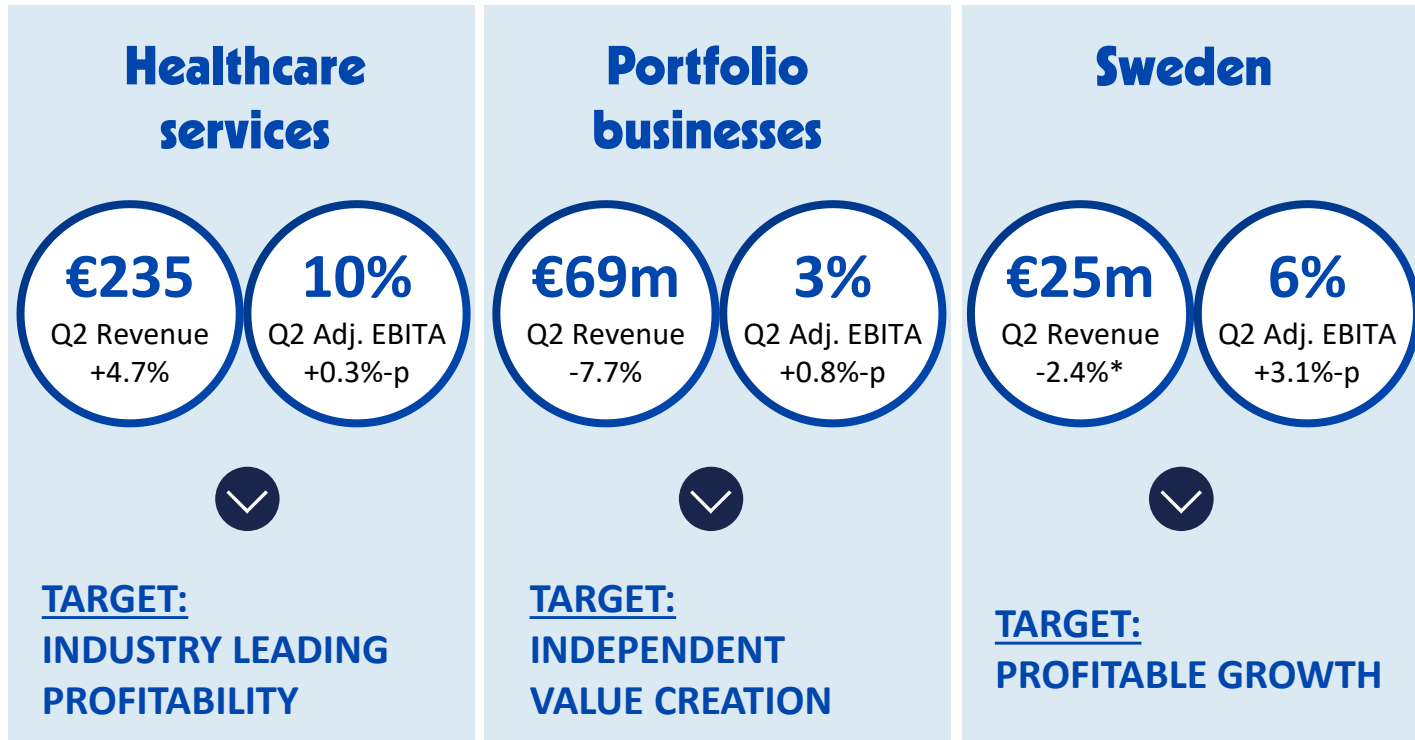 Healthcare
services
€235
Q2 Revenue
+4.7%
10%
Q2 Adj. EBITA
+0.3%-p
TARGET:
INDUSTRY LEADING
PROFITABILITY
Portfolio
businesses
€69m
Q2 Revenue
-7.7%
3%
Q2 Adj. EBITA
+0.8%-p
TARGET:
INDEPENDENT
VALUE CREATION
Sweden
€25m
Q2 Revenue
-2.4%*
6%
Q2 Adj. EBITA
+3.1%-p
TARGET:
PROFITABLE GROWTH